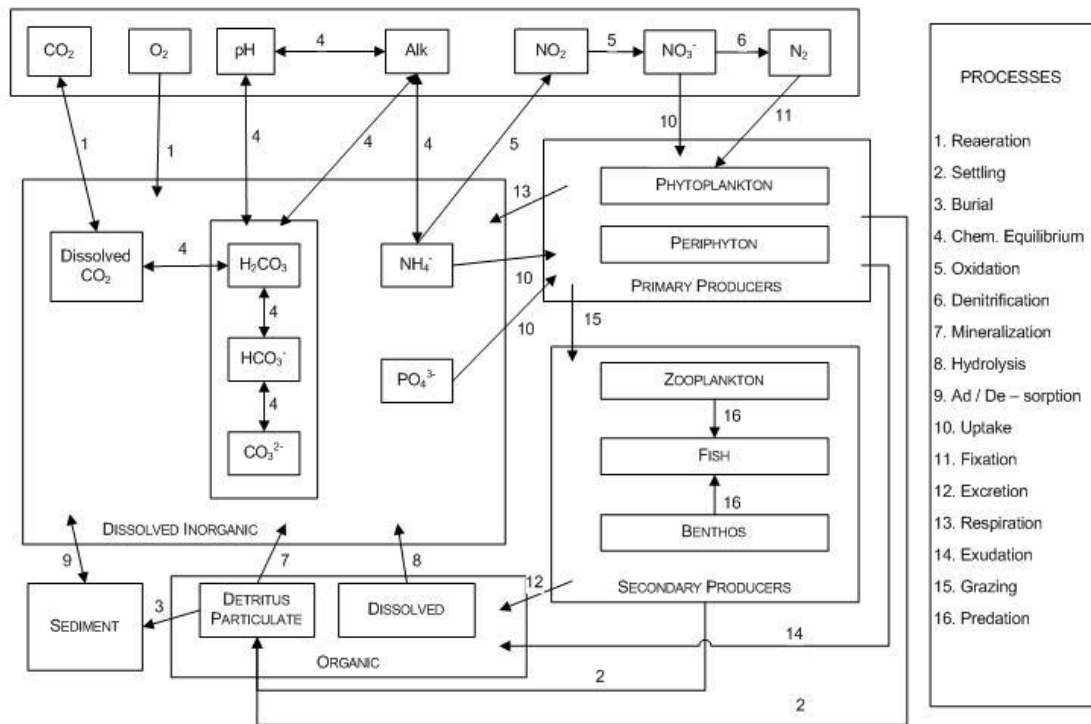 CO₂
O₂
pH
4
Alk
NO₂
5
NO₃⁻
6
N₂
1
1
4
4
4
5
10
11
13
PHYTOPLANKTON
PERIPHYTON
PRIMARY PRODUCERS
Dissolved
CO₂
4
H₂CO₃
NH₄⁻
10
4
10
15
HCO₃⁻
PO₄³⁻
4
CO₃²⁻
ZOOPLANKTON
16
FISH
16
BENTHOS
SECONDARY PRODUCERS
DISSOLVED INORGANIC
9
7
8
12
SEDIMENT
3
DETRITUS
PARTICULATE
DISSOLVED
ORGANIC
14
2
2
PROCESSES
1. Reaeration
2. Settling
3. Burial
4. Chem. Equilibrium
5. Oxidation
6. Denitrification
7. Mineralization
8. Hydrolysis
9. Ad / De – sorption
10. Uptake
11. Fixation
12. Excretion
13. Respiration
14. Exudation
15. Grazing
16. Predation